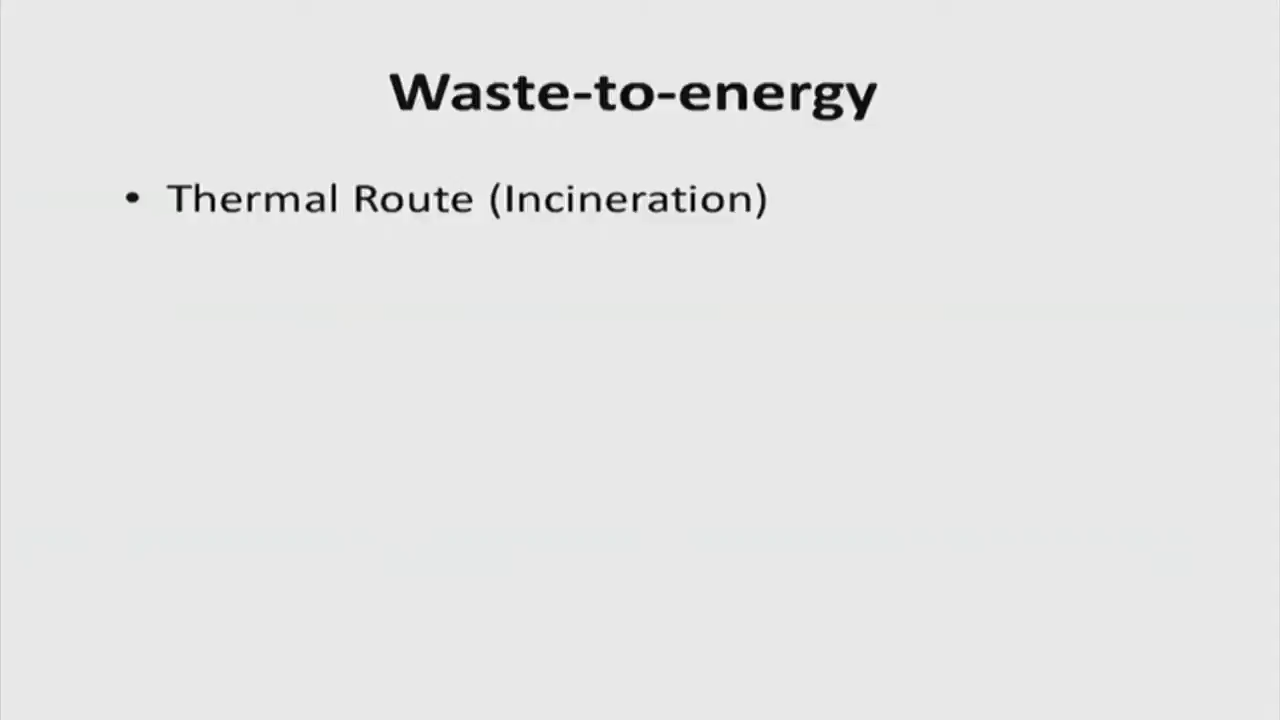 Waste-to-energy
• Thermal Route (Incineration)